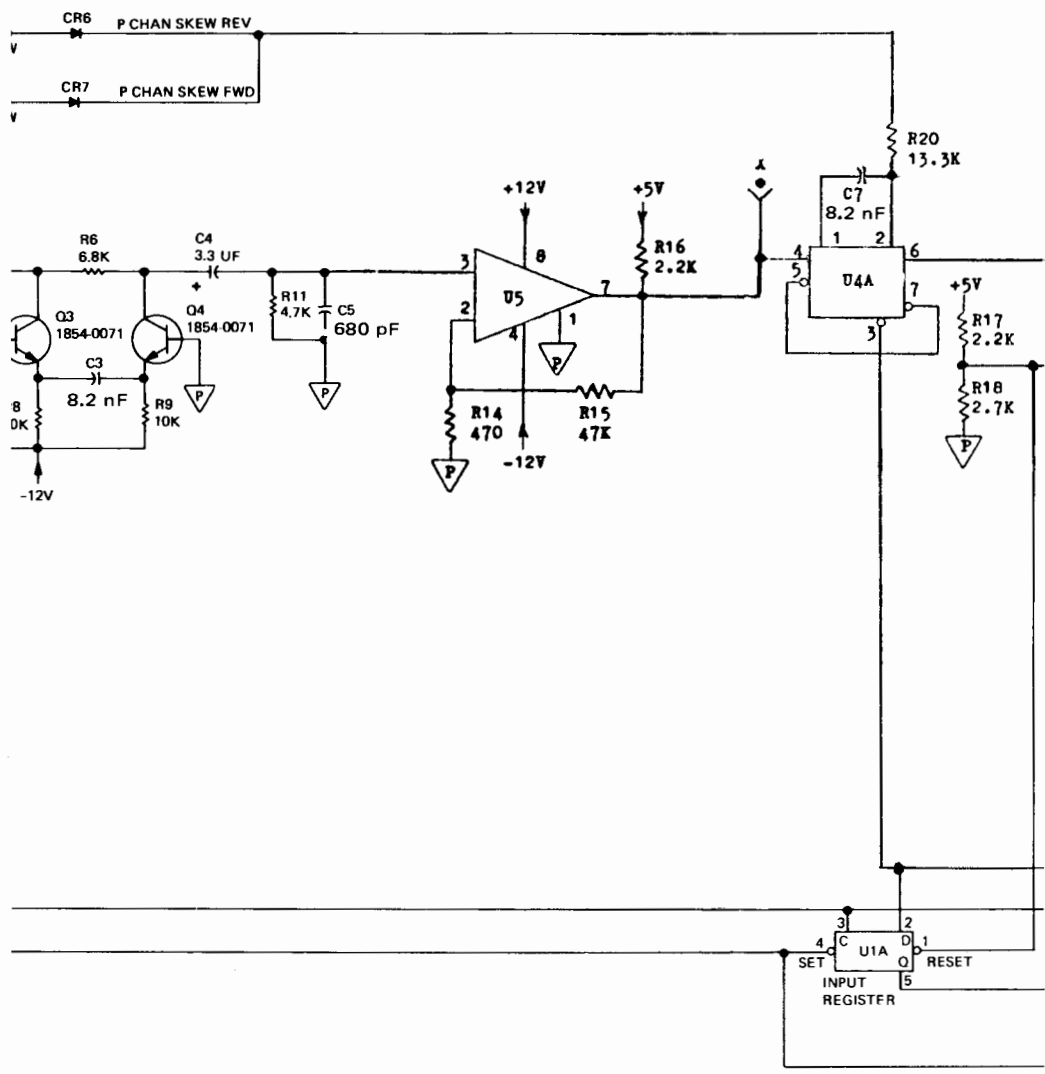 CR6
P CHAN SKEW REV
CR7
P CHAN SKEW FWD
R20
13.3K
C7
8.2 nF
1
2
+12V
+5V
R6
6.8K
C4
3.3 UF
+
R16
2.2K
3
8
4
5
6
U4A
7
3
U5
7
2
4
1
P
R11
4.7K
C5
680 pF
P
Q3
1854-0071
Q4
1854-0071
C3
8.2 nF
P
R9
10K
-12V
R14
470
P
R15
47K
-12V
+5V
R17
2.2K
R18
2.7K
P
3
2
4
C
D
1
U1A
SET
Q
RESET
5
INPUT
REGISTER